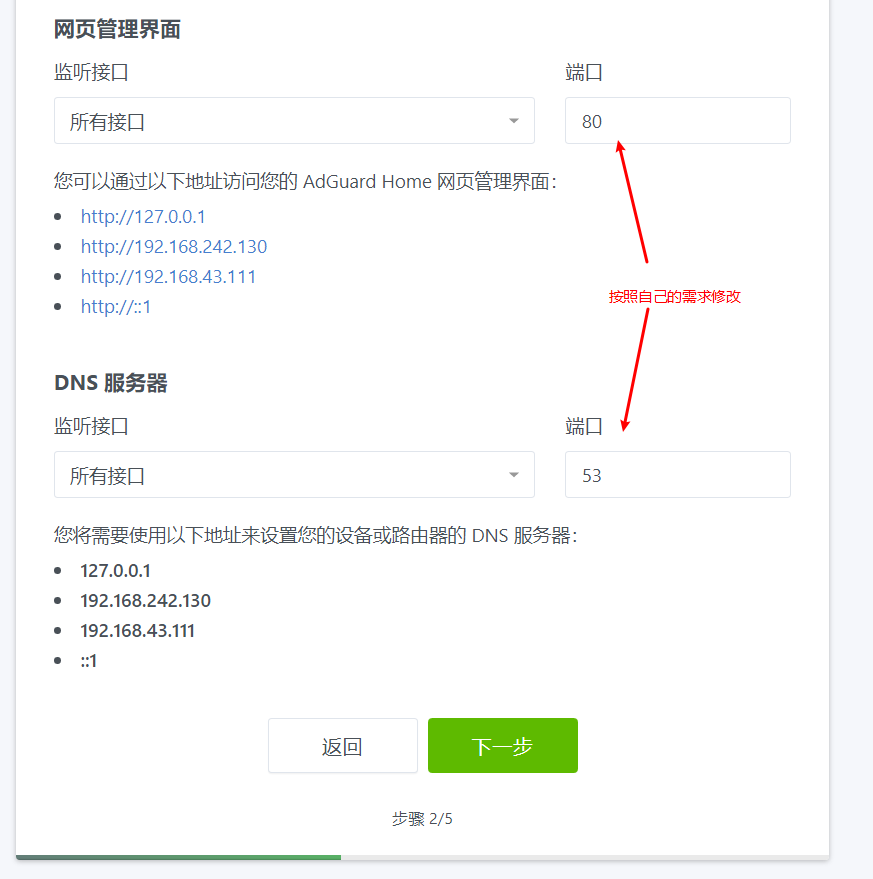 网页管理界面
监听接口 端口
所有接口 80
您可以通过以下地址访问您的 AdGuard Home 网页管理界面：
http://127.0.0.1
http://192.168.242.130
http://192.168.43.111
http://::1
按照自己的需求修改
DNS 服务器
监听接口 端口
所有接口 53
您将需要使用以下地址来设置您的设备或路由器的 DNS 服务器：
127.0.0.1
192.168.242.130
192.168.43.111
::1
返回 下一步
步骤 2/5